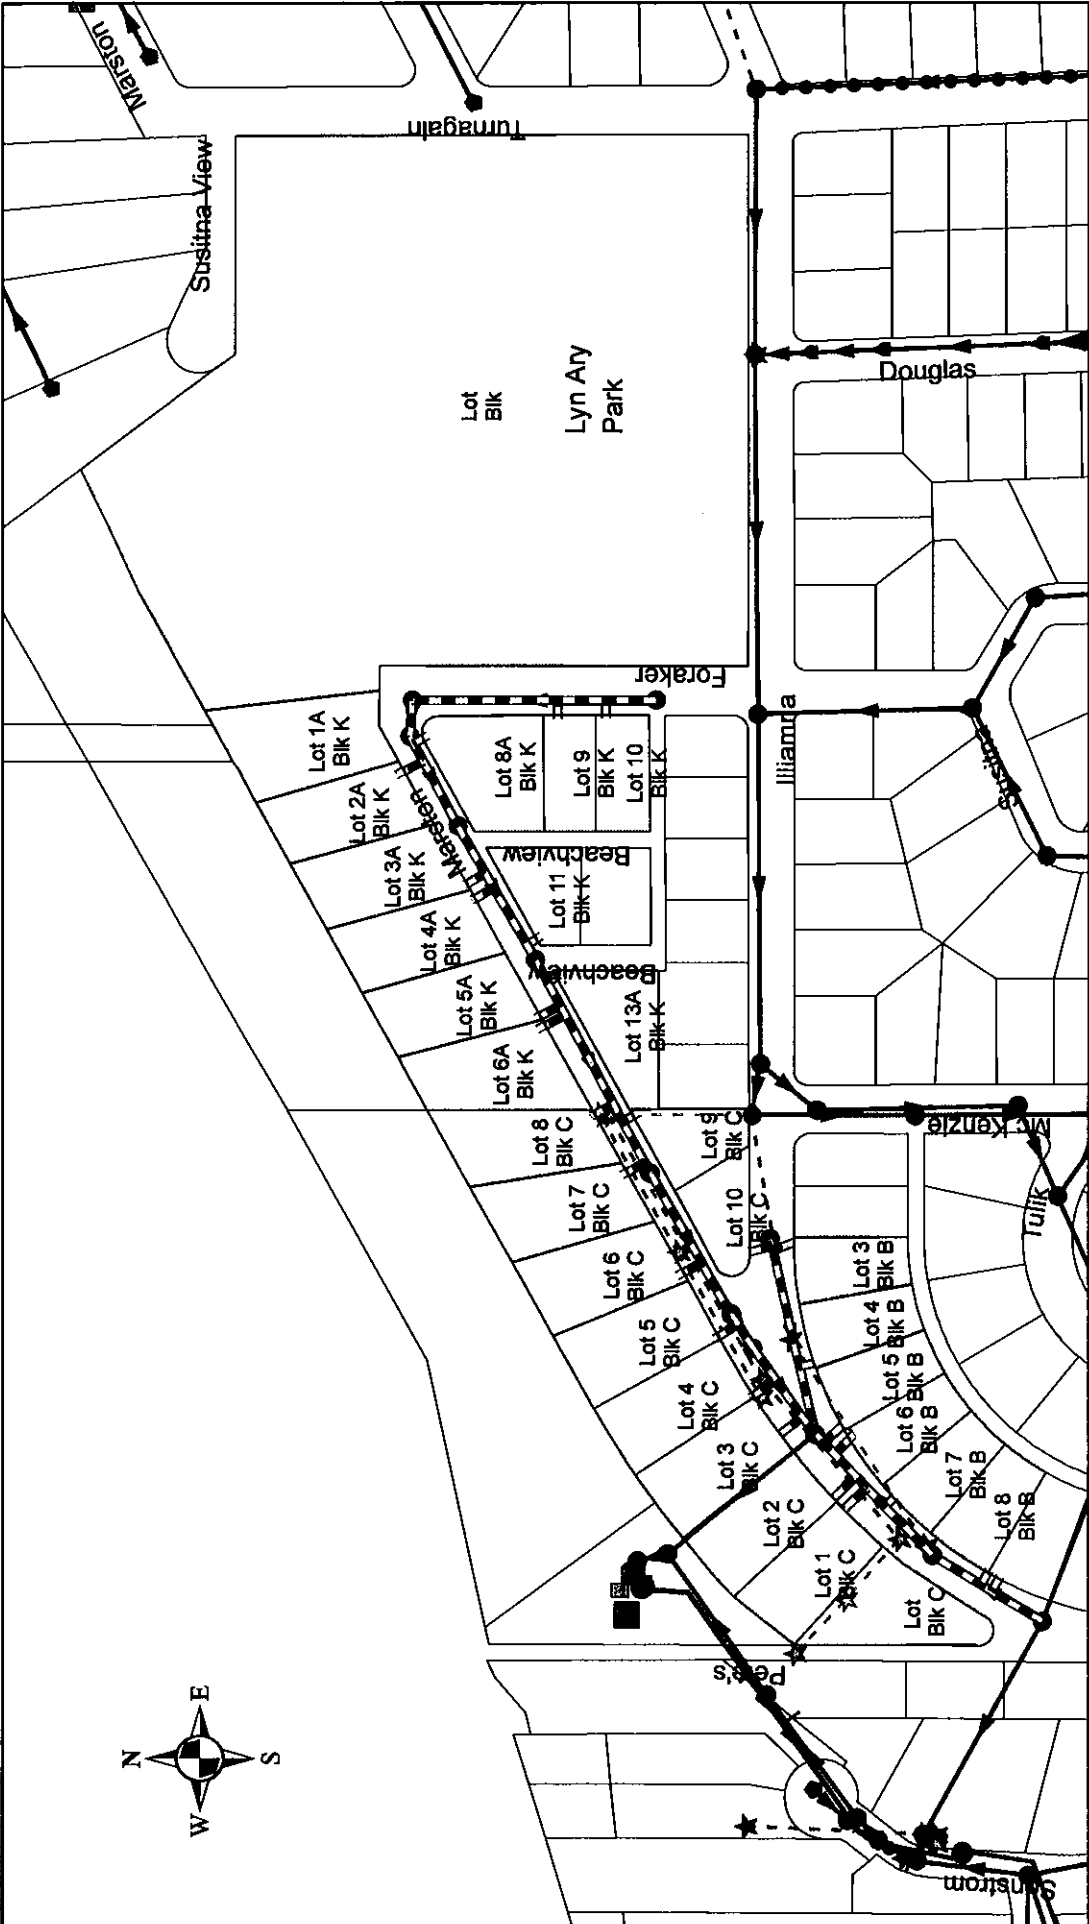 Marston
Susitna View
Turnagain
Lot
Blk
Lyn Ary
Park
Douglas
Foraker
Illiamna
Susitna
Lot 1A
Blk K
Lot 2A
Blk K
Lot 3A
Blk K
Lot 4A
Blk K
Lot 5A
Blk K
Lot 6A
Blk K
Marston
Lot 8A
Blk K
Lot 9
Blk K
Lot 10
Blk K
Beachview
Lot 11
Blk K
Beachview
Lot 13A
Blk K
Lot 8
Blk C
Lot 7
Blk C
Lot 6
Blk C
Lot 5
Blk C
Lot 4
Blk C
Lot 3
Blk C
Lot 2
Blk C
Lot 1
Blk C
Lot
Blk C
Lot 9
Blk C
Lot 10
Blk C
Mc Kenzie
Tulik
Lot 3
Blk B
Lot 4
Blk B
Lot 5
Blk B
Lot 6
Blk B
Lot 7
Blk B
Lot 8
Blk B
Pete's
N
W
E
S